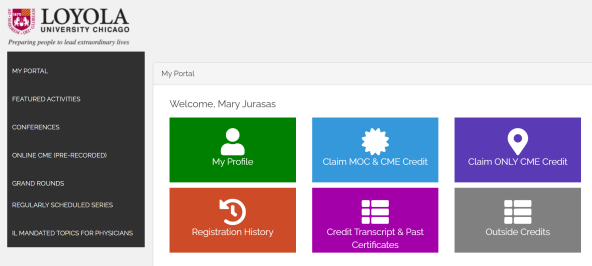 LOYOLA
UNIVERSITY CHICAGO
Preparing people to lead extraordinary lives
MY PORTAL
FEATURED ACTIVITIES
CONFERENCES
ONLINE CME (PRE-RECORDED)
GRAND ROUNDS
REGULARLY SCHEDULED SERIES
IL MANDATED TOPICS FOR PHYSICIANS
My Portal
Welcome, Mary Jurasas
My Profile
Claim MOC & CME Credit
Claim ONLY CME Credit
Registration History
Credit Transcript & Past
Certificates
Outside Credits